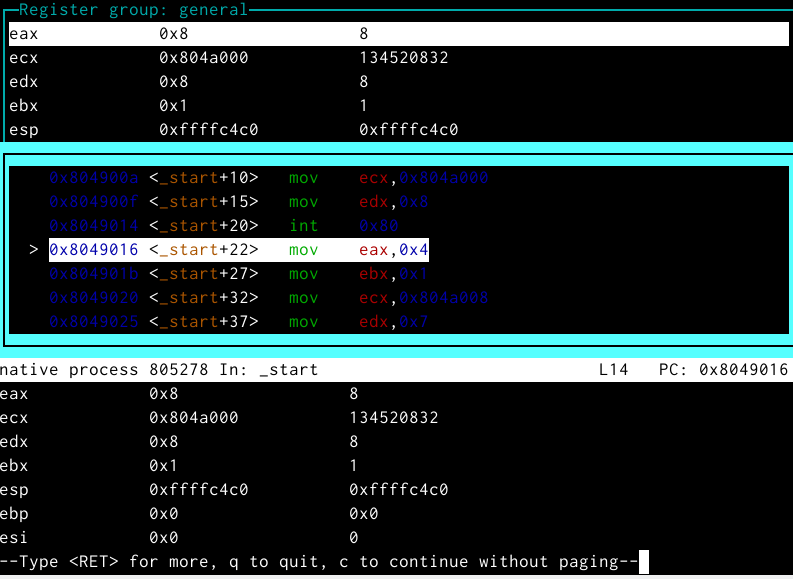 Register group: general
eax 0x8 8
ecx 0x804a000 134520832
edx 0x8 8
ebx 0x1 1
esp 0xffffc4c0 0xffffc4c0
0x804900a <_start+10> mov ecx,0x804a000
0x804900f <_start+15> mov edx,0x8
0x8049014 <_start+20> int 0x80
> 0x8049016 <_start+22> mov eax,0x4
0x804901b <_start+27> mov ebx,0x1
0x8049020 <_start+32> mov ecx,0x804a008
0x8049025 <_start+37> mov edx,0x7
native process 805278 In: _start L14 PC: 0x8049016
eax 0x8 8
ecx 0x804a000 134520832
edx 0x8 8
ebx 0x1 1
esp 0xffffc4c0 0xffffc4c0
ebp 0x0 0x0
esi 0x0 0
--Type <RET> for more, q to quit, c to continue without paging--